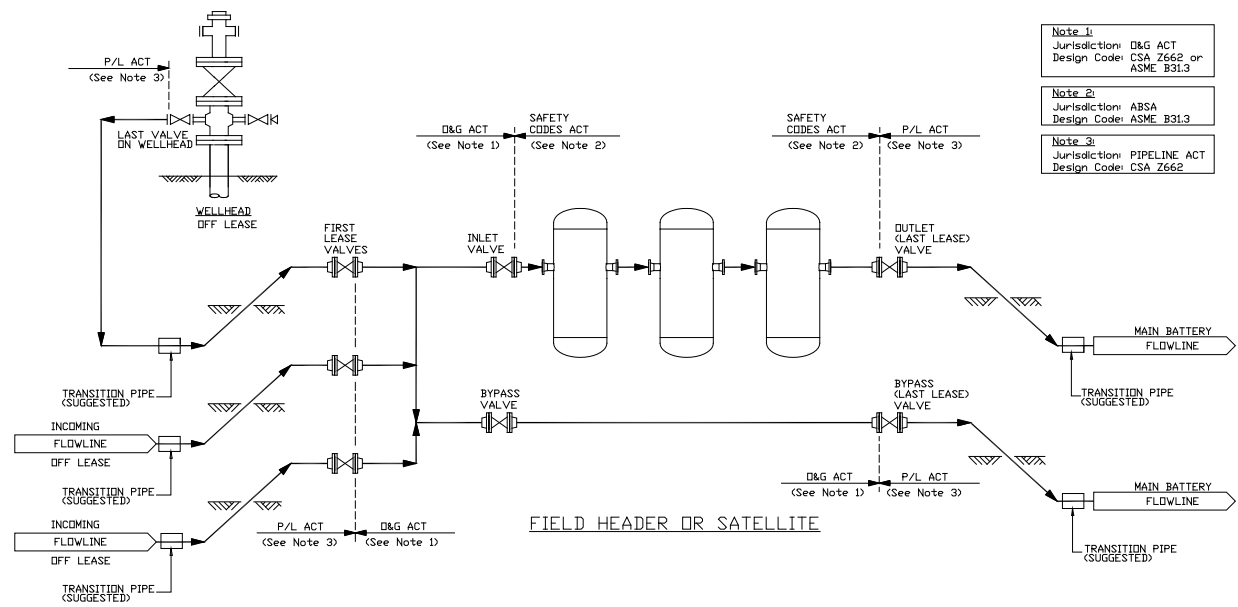 Note 1:
Jurisdiction: O&G ACT
Design Code: CSA Z662 or
ASME B31.3
Note 2:
Jurisdiction: ABSA
Design Code: ASME B31.3
Note 3:
Jurisdiction: PIPELINE ACT
Design Code: CSA Z662
P/L ACT
(See Note 3)
LAST VALVE
ON WELLHEAD
WELLHEAD
OFF LEASE
O&G ACT
(See Note 1)
SAFETY
CODES ACT
(See Note 2)
SAFETY
CODES ACT
(See Note 2)
P/L ACT
(See Note 3)
FIRST
LEASE
VALVES
INLET
VALVE
OUTLET
(LAST LEASE)
VALVE
MAIN BATTERY
FLOWLINE
TRANSITION PIPE
(SUGGESTED)
TRANSITION PIPE
(SUGGESTED)
BYPASS
VALVE
BYPASS
(LAST LEASE)
VALVE
INCOMING
FLOWLINE
OFF LEASE
TRANSITION PIPE
(SUGGESTED)
O&G ACT
(See Note 1)
P/L ACT
(See Note 3)
MAIN BATTERY
FLOWLINE
TRANSITION PIPE
(SUGGESTED)
INCOMING
FLOWLINE
OFF LEASE
TRANSITION PIPE
(SUGGESTED)
P/L ACT
(See Note 3)
O&G ACT
(See Note 1)
FIELD HEADER OR SATELLITE